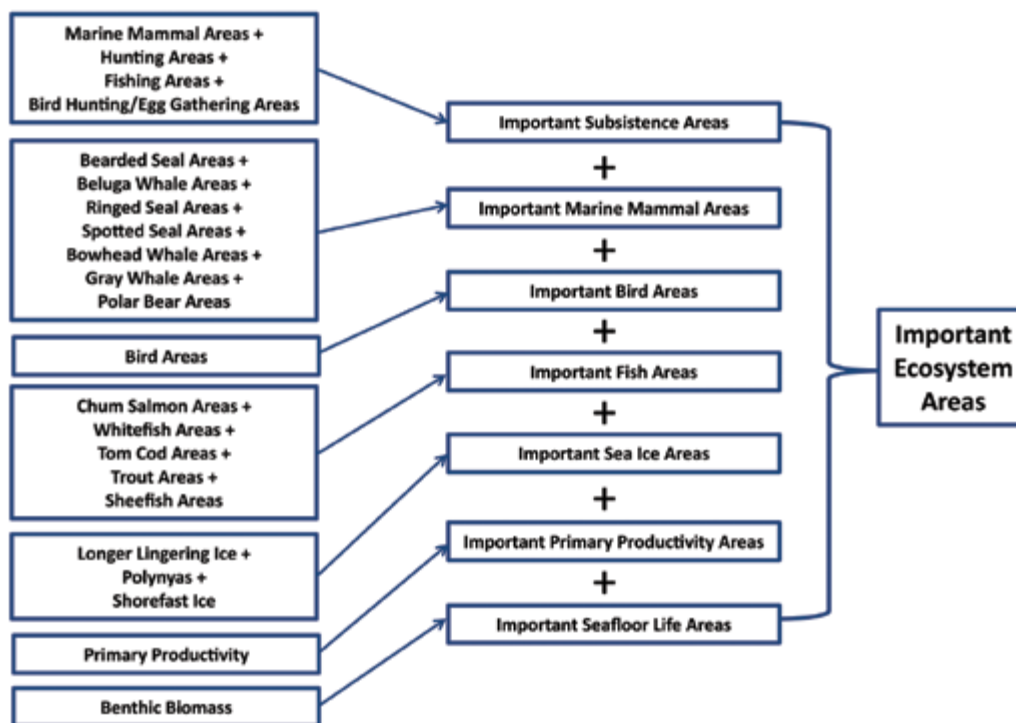 Marine Mammal Areas +
Hunting Areas +
Fishing Areas +
Bird Hunting/Egg Gathering Areas
Bearded Seal Areas +
Beluga Whale Areas +
Ringed Seal Areas +
Spotted Seal Areas +
Bowhead Whale Areas +
Gray Whale Areas +
Polar Bear Areas
Bird Areas
Chum Salmon Areas +
Whitefish Areas +
Tom Cod Areas +
Trout Areas +
Sheefish Areas
Longer Lingering Ice +
Polynyas +
Shorefast Ice
Primary Productivity
Benthic Biomass
Important Subsistence Areas
+
Important Marine Mammal Areas
+
Important Bird Areas
+
Important Fish Areas
+
Important Sea Ice Areas
+
Important Primary Productivity Areas
+
Important Seafloor Life Areas
Important
Ecosystem
Areas